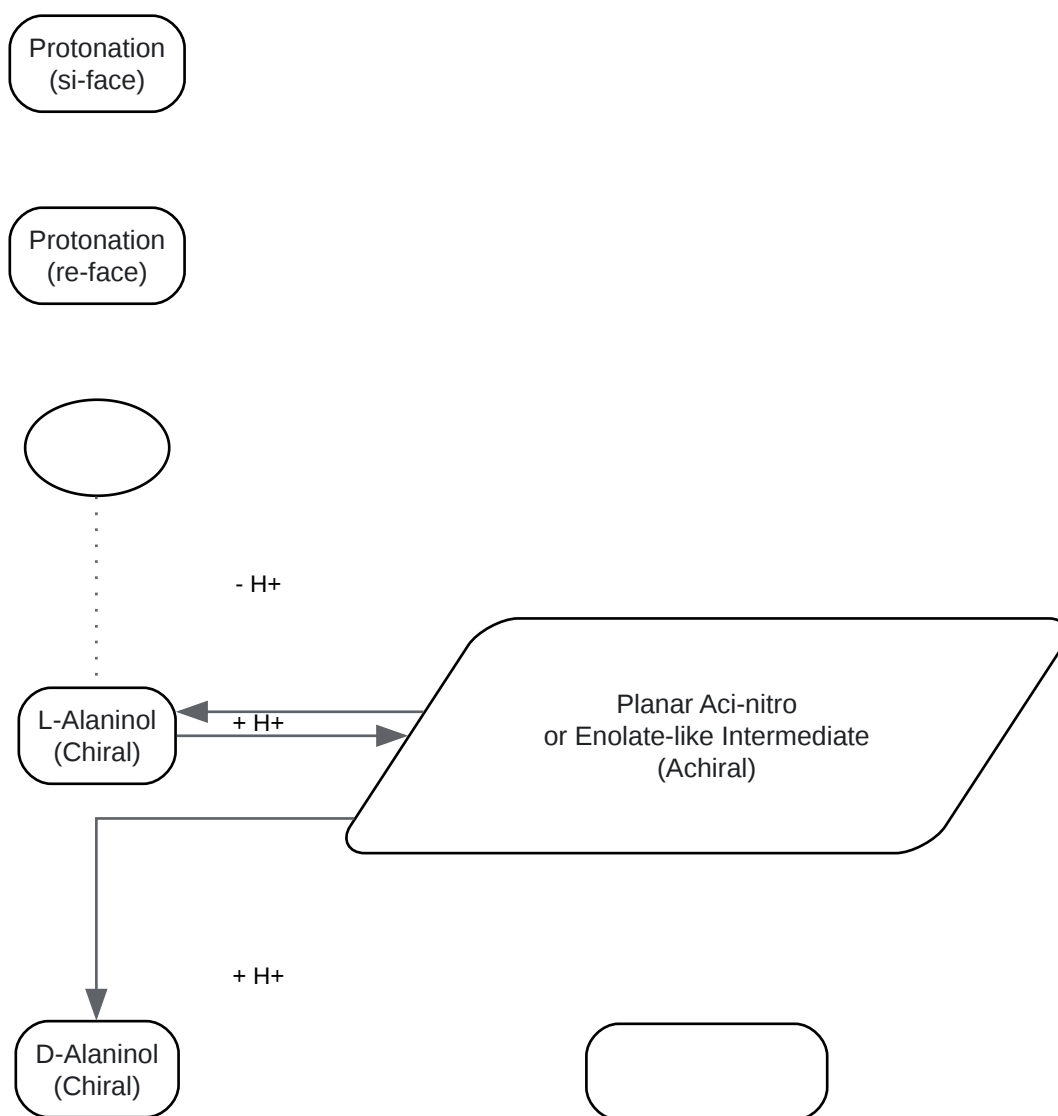 Protonation
(si-face)
Protonation
(re-face)
- H+
L-Alaninol
(Chiral)
+ H+
Planar Aci-nitro
or Enolate-like Intermediate
(Achiral)
+ H+
D-Alaninol
(Chiral)